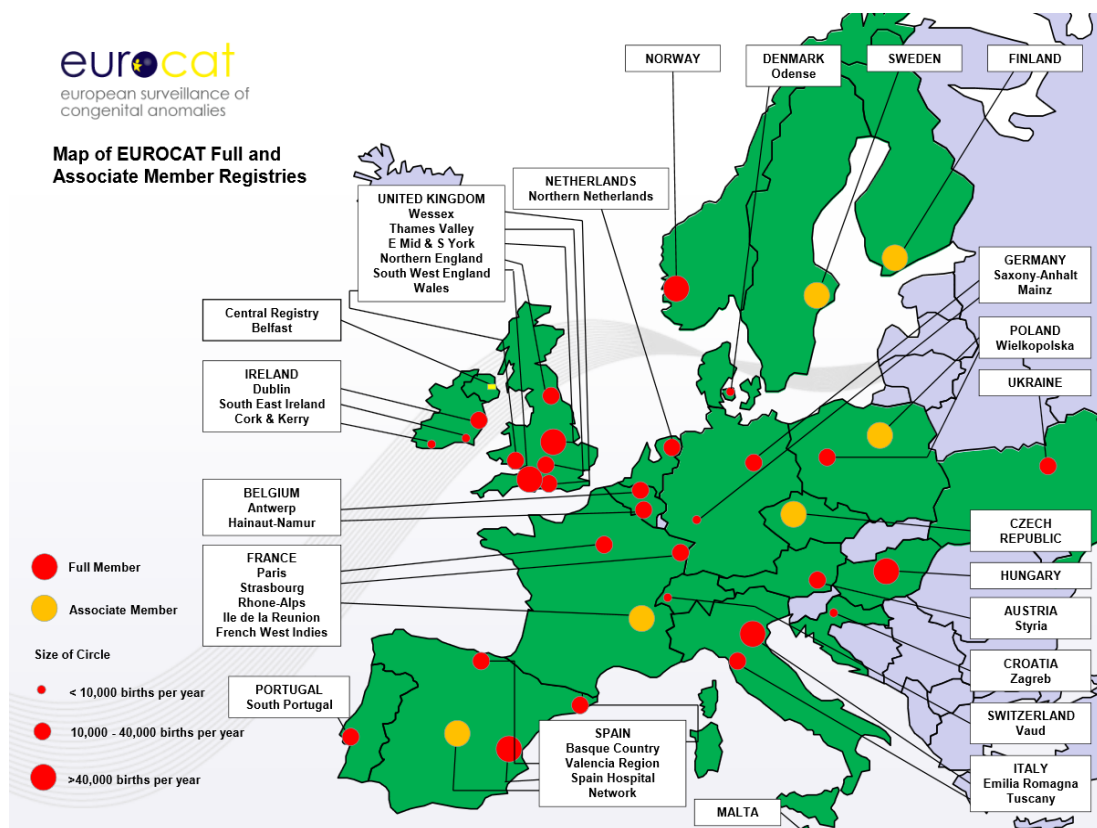 eurocat
european surveillance of
congenital anomalies
Map of EUROCAT Full and
Associate Member Registries
NORWAY
DENMARK
Odense
SWEDEN
FINLAND
NETHERLANDS
Northern Netherlands
UNITED KINGDOM
Wessex
Thames Valley
E Mid & S York
Northern England
South West England
Wales
GERMANY
Saxony-Anhalt
Mainz
Central Registry
Belfast
POLAND
Wielkopolska
IRELAND
Dublin
South East Ireland
Cork & Kerry
UKRAINE
BELGIUM
Antwerp
Hainaut-Namur
CZECH
REPUBLIC
FRANCE
Paris
Strasbourg
Rhone-Alps
Ile de la Reunion
French West Indies
HUNGARY
AUSTRIA
Styria
CROATIA
Zagreb
SWITZERLAND
Vaud
ITALY
Emilia Romagna
Tuscany
PORTUGAL
South Portugal
SPAIN
Basque Country
Valencia Region
Spain Hospital
Network
MALTA
Full Member
Associate Member
Size of Circle
< 10,000 births per year
10,000 - 40,000 births per year
>40,000 births per year